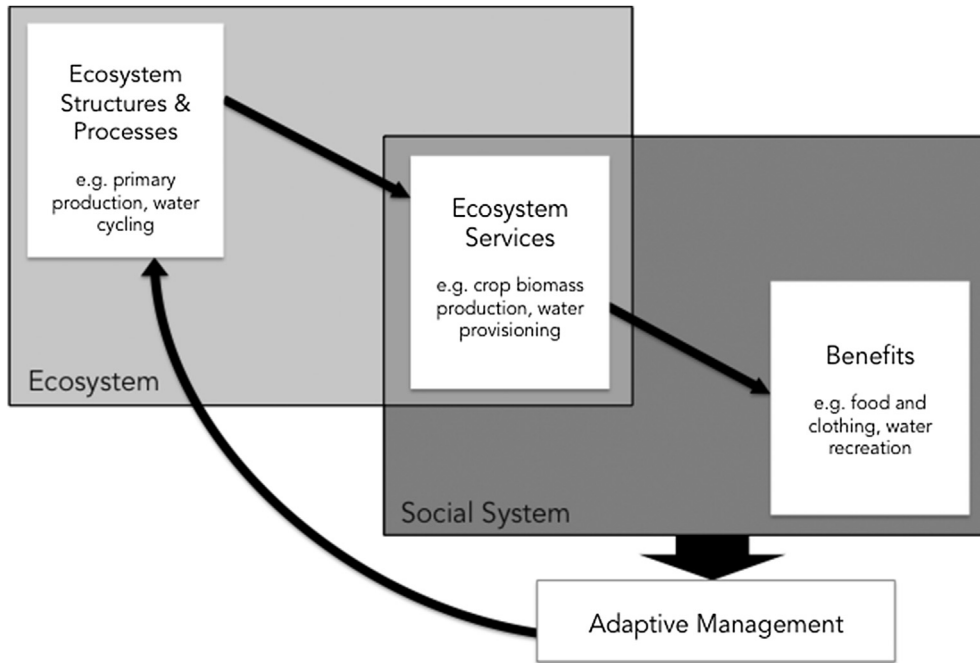 Ecosystem
Structures &
Processes
e.g. primary
production, water
cycling
Ecosystem
Ecosystem
Services
e.g. crop biomass
production, water
provisioning
Benefits
e.g. food and
clothing, water
recreation
Social System
Adaptive Management